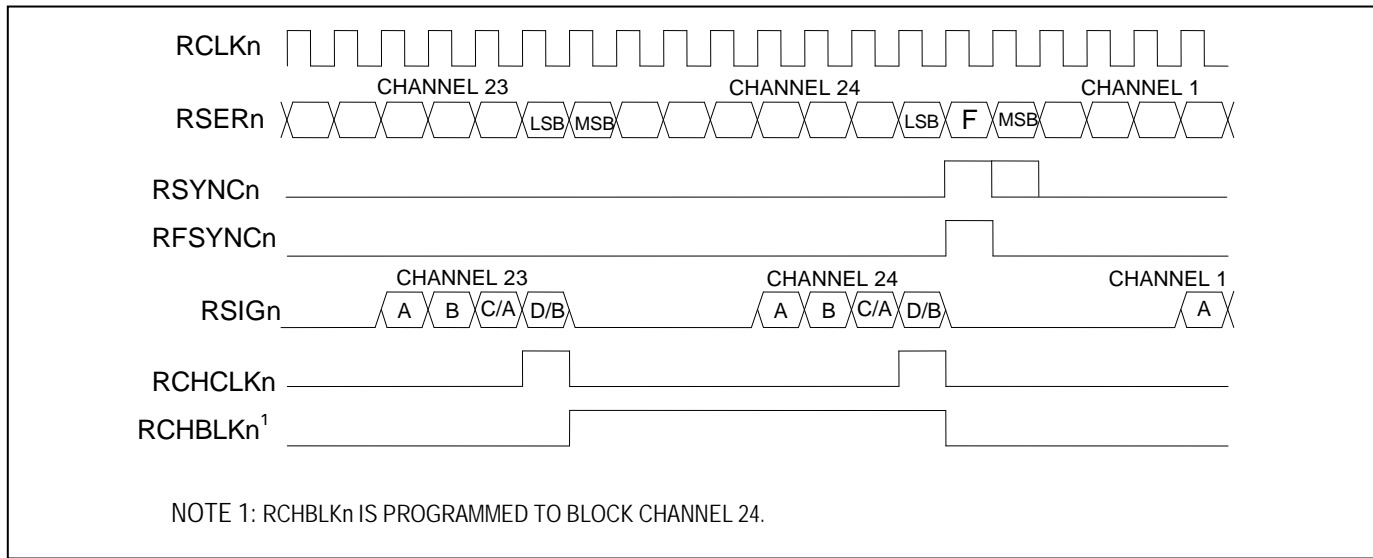 RCLKn
CHANNEL 23 CHANNEL 24 CHANNEL 1
RSERn LSB MSB LSB F MSB
RSYNCn
RFSYNCn
CHANNEL 23 CHANNEL 24 CHANNEL 1
RSIGn A B C/A D/B A B C/A D/B A
RCHCLKn
RCHBLKn¹
NOTE 1: RCHBLKn IS PROGRAMMED TO BLOCK CHANNEL 24.